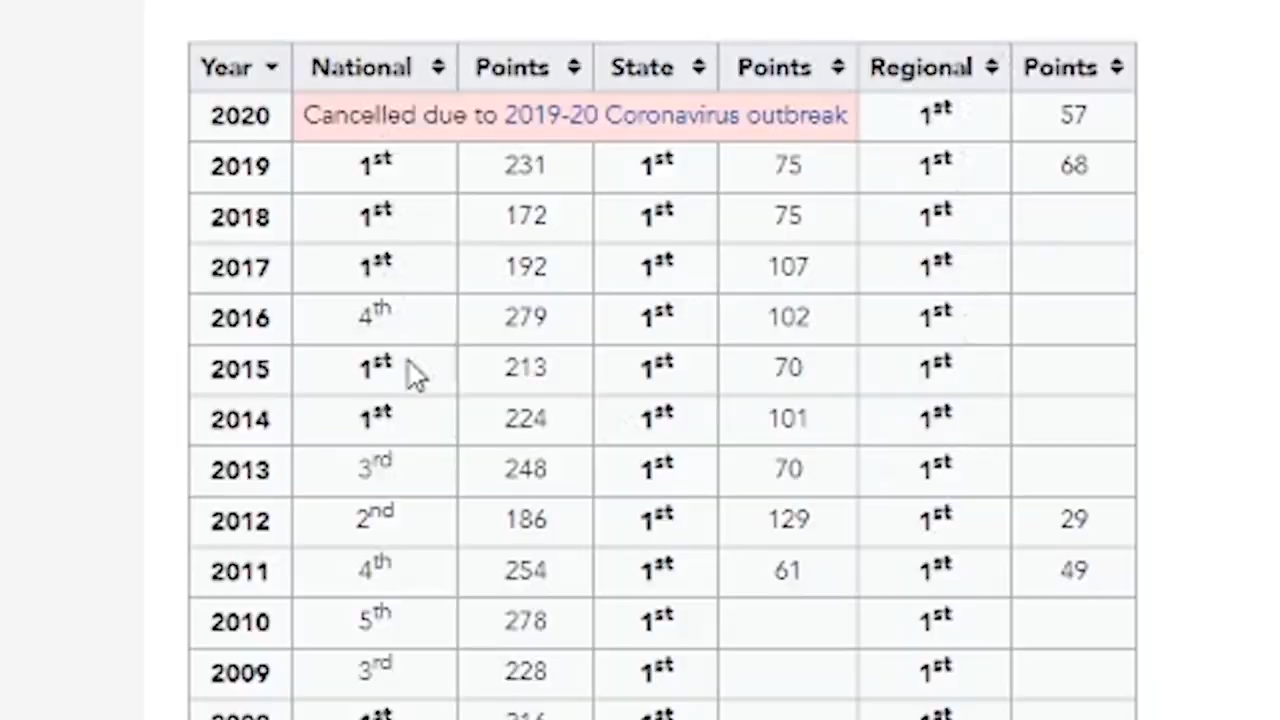 Year National Points State Points Regional Points
2020 Cancelled due to 2019-20 Coronavirus outbreak 1st 57
2019 1st 231 1st 75 1st 68
2018 1st 172 1st 75 1st
2017 1st 192 1st 107 1st
2016 4th 279 1st 102 1st
2015 1st 213 1st 70 1st
2014 1st 224 1st 101 1st
2013 3rd 248 1st 70 1st
2012 2nd 186 1st 129 1st 29
2011 4th 254 1st 61 1st 49
2010 5th 278 1st 1st
2009 3rd 228 1st 1st